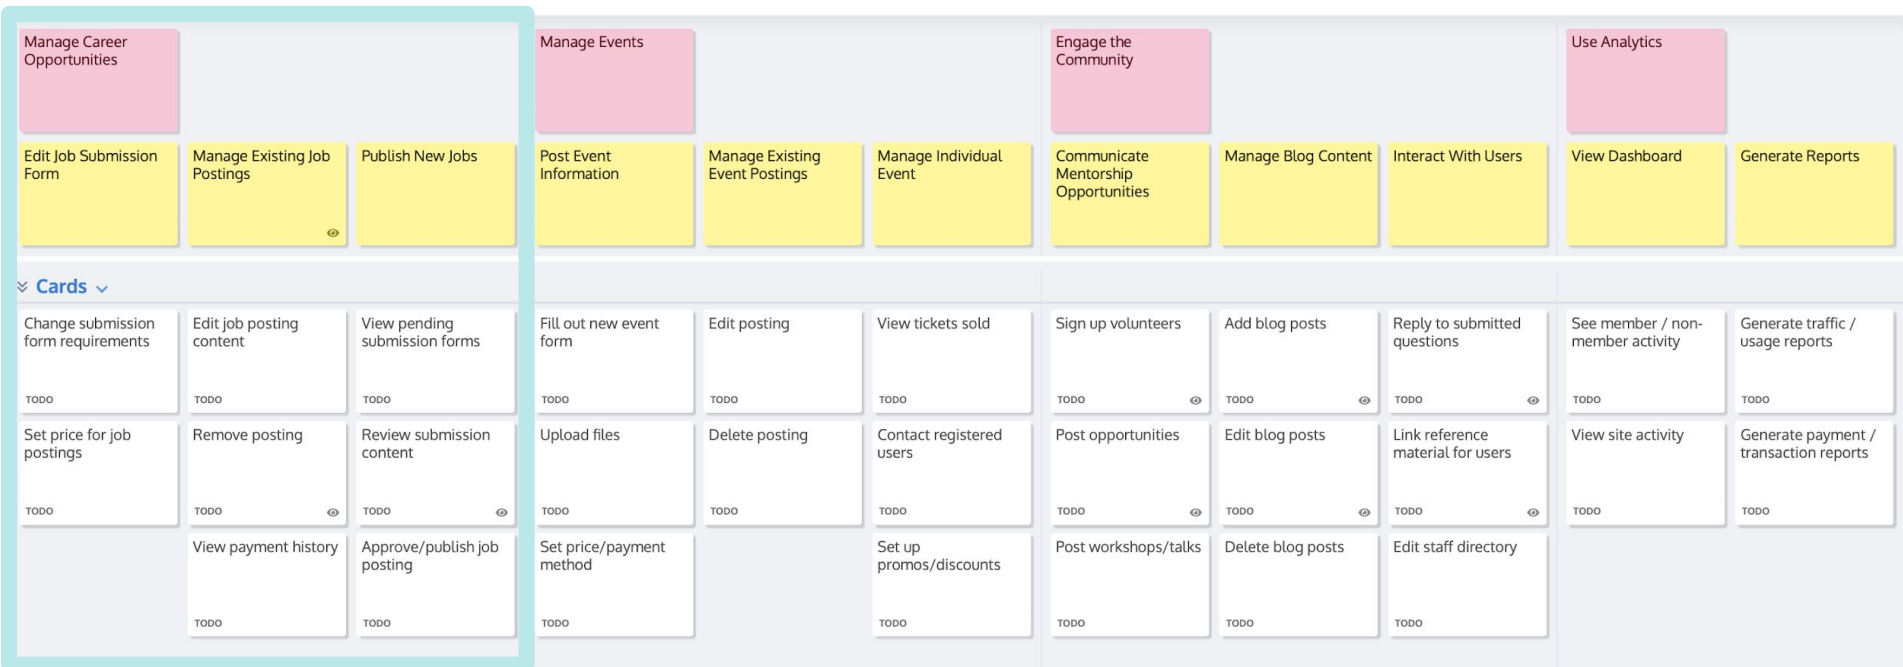 Manage Career
Opportunities
Manage Events
Engage the
Community
Use Analytics
Edit Job Submission
Form
Manage Existing Job
Postings
Publish New Jobs
Post Event
Information
Manage Existing
Event Postings
Manage Individual
Event
Communicate
Mentorship
Opportunities
Manage Blog Content
Interact With Users
View Dashboard
Generate Reports
Cards
Change submission
form requirements
TODO
Edit job posting
content
TODO
View pending
submission forms
TODO
Fill out new event
form
TODO
Edit posting
TODO
View tickets sold
TODO
Sign up volunteers
TODO
Add blog posts
TODO
Reply to submitted
questions
TODO
See member / non-
member activity
TODO
Generate traffic /
usage reports
TODO
Set price for job
postings
TODO
Remove posting
TODO
Review submission
content
TODO
Upload files
TODO
Delete posting
TODO
Contact registered
users
TODO
Post opportunities
TODO
Edit blog posts
TODO
Link reference
material for users
TODO
View site activity
TODO
Generate payment /
transaction reports
TODO
View payment history
TODO
Approve/publish job
posting
TODO
Set price/payment
method
TODO
Set up
promos/discounts
TODO
Post workshops/talks
TODO
Delete blog posts
TODO
Edit staff directory
TODO